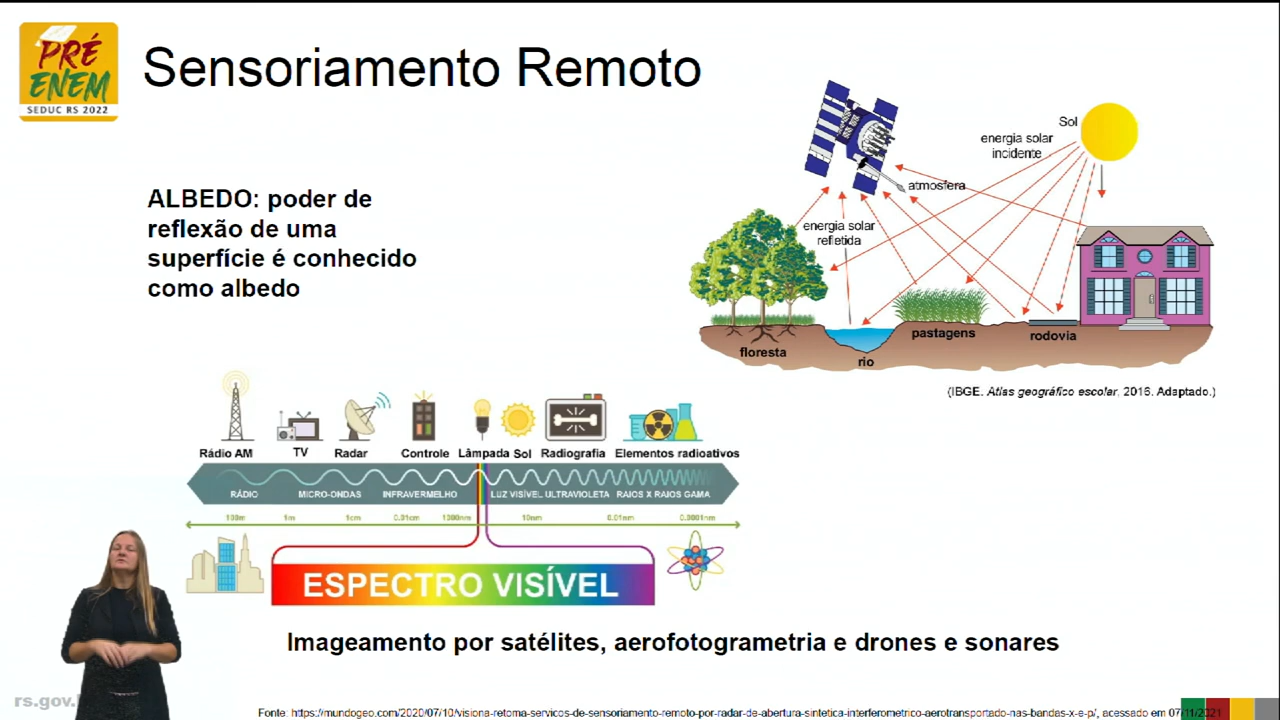 PRÉ
ENEM
SEDUC RS 2022
Sensoriamento Remoto
ALBEDO: poder de
reflexão de uma
superfície é conhecido
como albedo
Sol
energia solar
incidente
atmosfera
energia solar
refletida
floresta
rio
pastagens
rodovia
(IBGE. Atlas geográfico escolar, 2016. Adaptado.)
Rádio AM TV Radar Controle Lâmpada Sol Radiografia Elementos radioativos
RÁDIO MICRO-ONDAS INFRAVERMELHO LUZ VISÍVEL ULTRAVIOLETA RAIOS X RAIOS GAMA
100m 1m 1cm 0.01cm 1000nm 10nm 0.01nm 0.0001nm
ESPECTRO VISÍVEL
Imageamento por satélites, aerofotogrametria e drones e sonares
rs.gov.
Fonte: https://mundogeo.com/2020/07/10/visiona-retoma-servicos-de-sensoriamento-remoto-por-radar-de-abertura-sintetica-interferometrico-aerotransportado-nas-bandas-x-e-p/, acessado em 07/11/2021